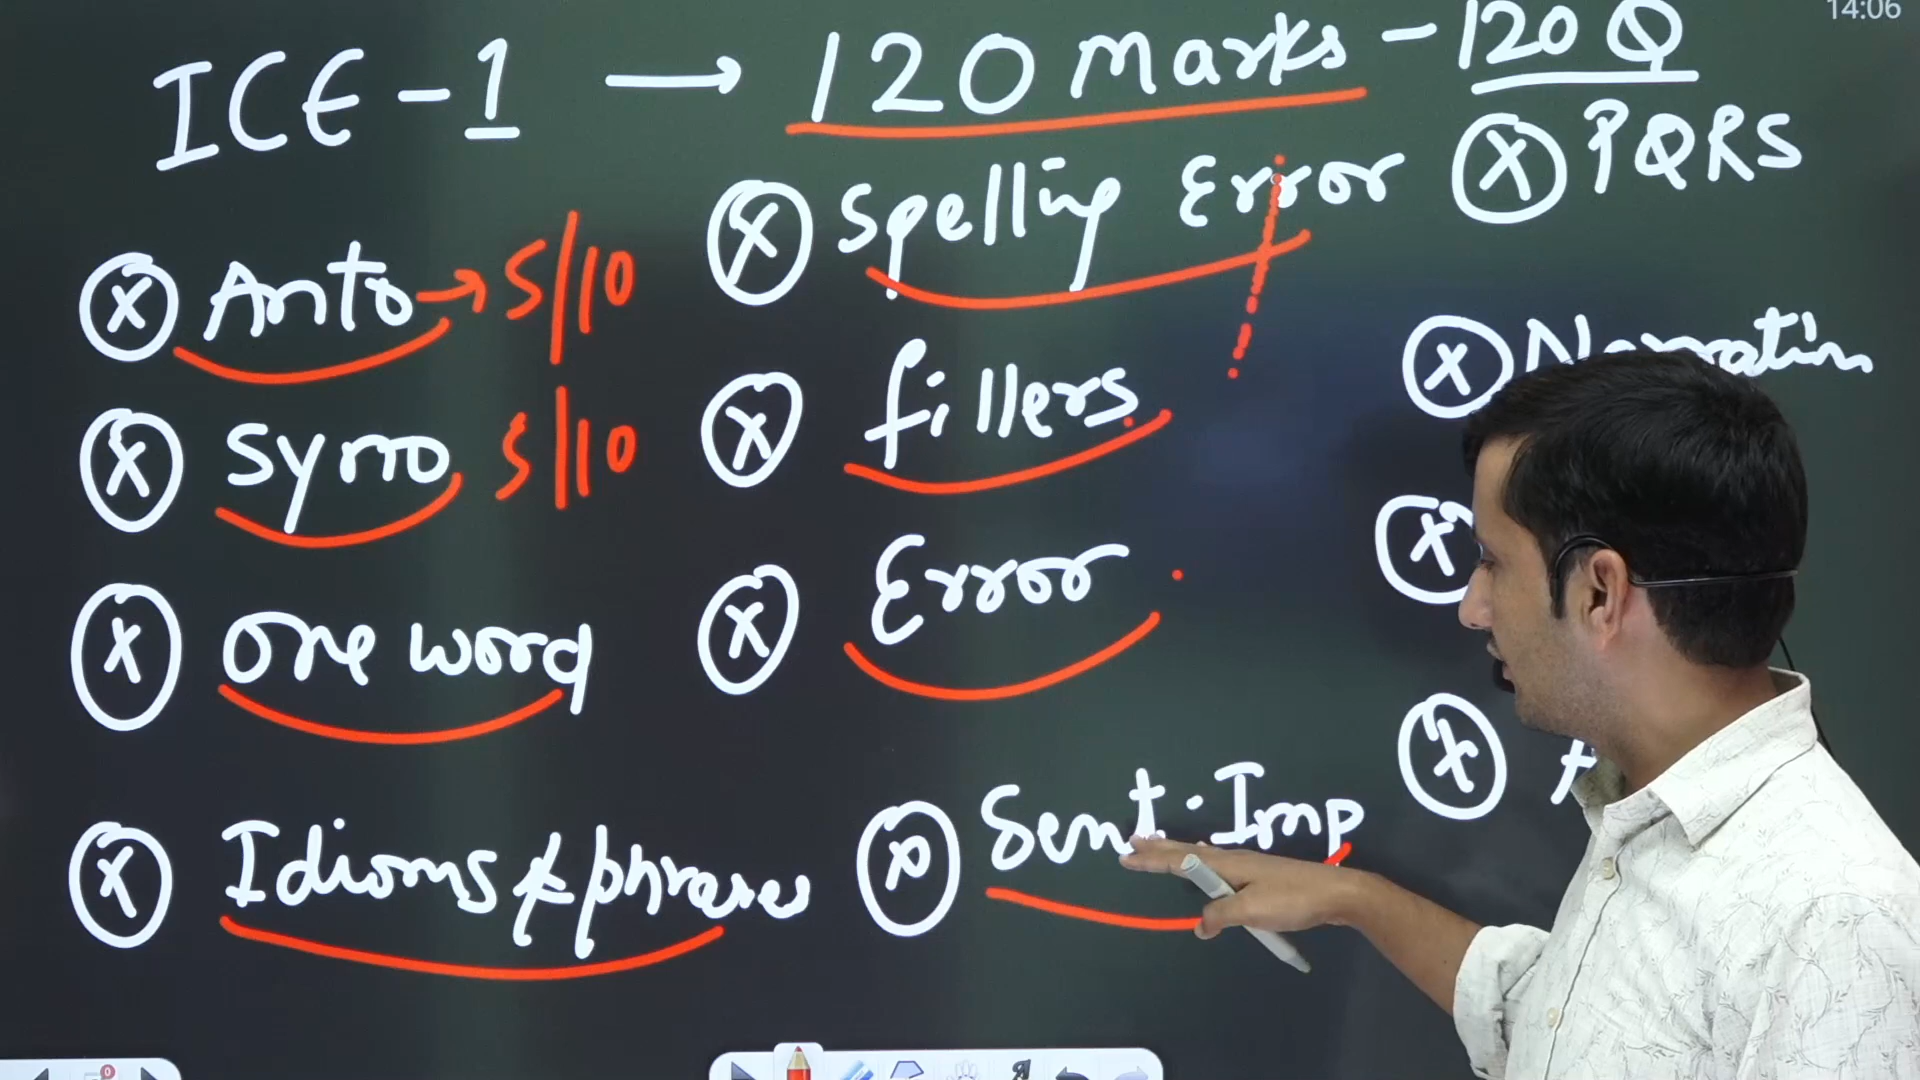 14:06
ICE - 1 → 120 Marks - 120 Q
Anto → 5/10
Syno 5/10
One word
Idioms & phrases
Spelling Error
fillers
Error
Sent. Imp
PQRS
Narration